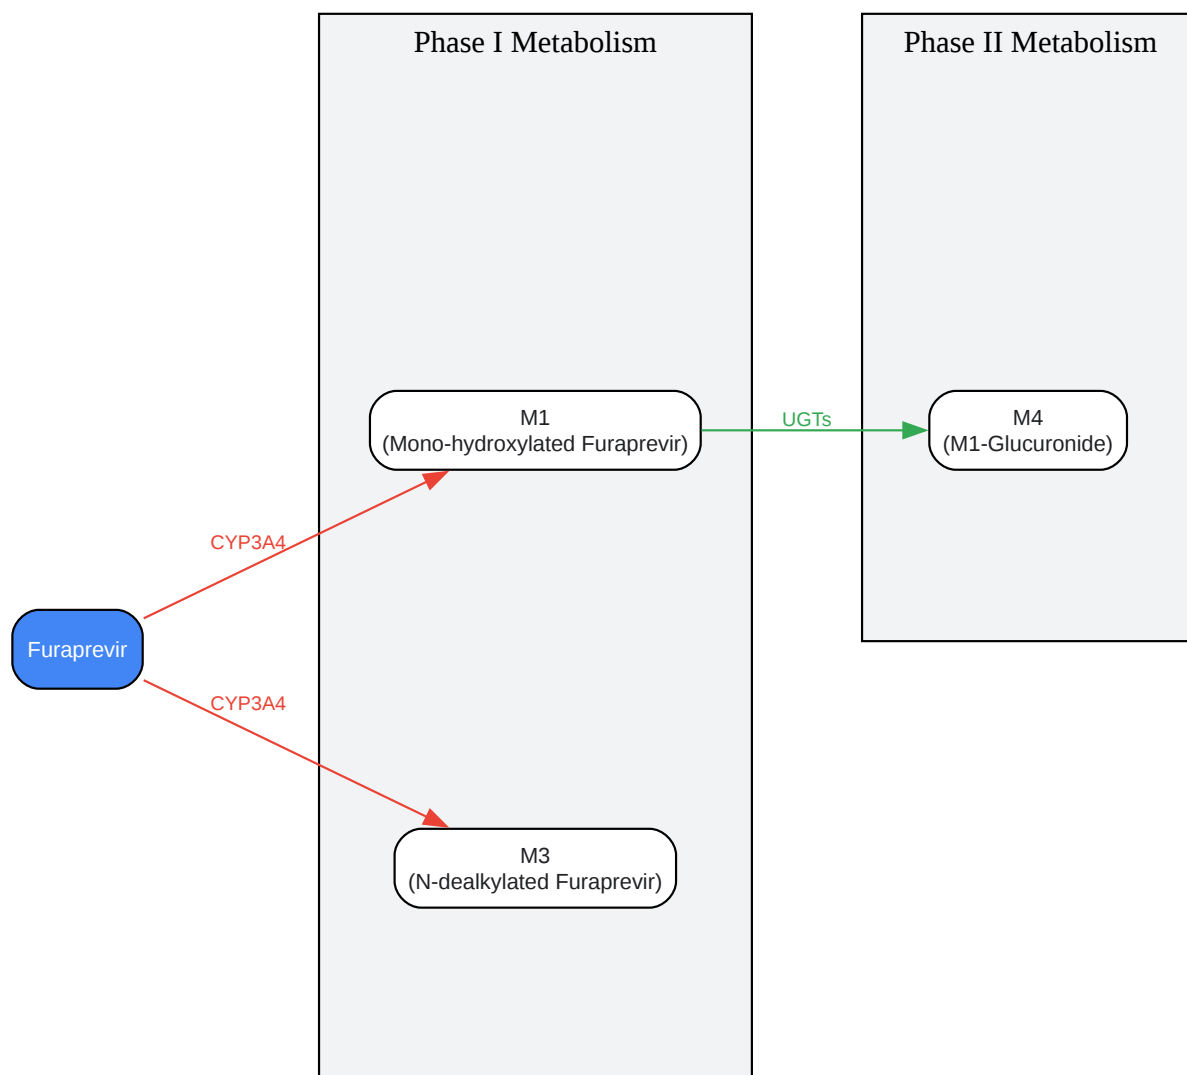 Phase I Metabolism
Phase II Metabolism
M1
(Mono-hydroxylated Furaprevir)
UGTs
M4
(M1-Glucuronide)
CYP3A4
Furaprevir
CYP3A4
M3
(N-dealkylated Furaprevir)